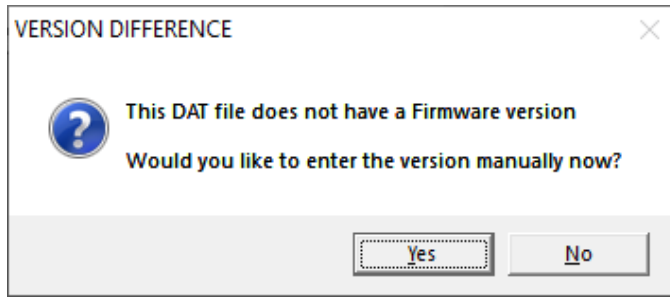 VERSION DIFFERENCE
This DAT file does not have a Firmware version
Would you like to enter the version manually now?
Yes
No